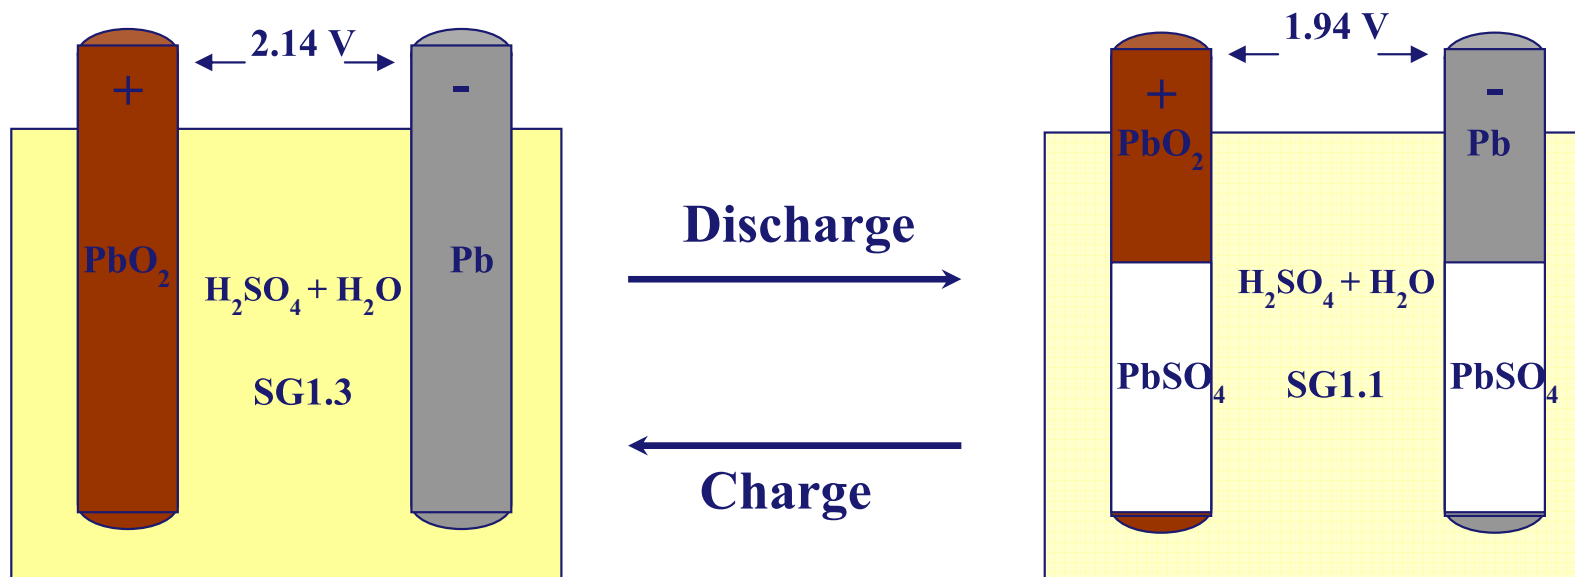 2.14 V
+
-
PbO₂
Pb
H₂SO₄ + H₂O
SG1.3
Discharge
Charge
1.94 V
+
-
PbO₂
Pb
H₂SO₄ + H₂O
PbSO₄
SG1.1
PbSO₄